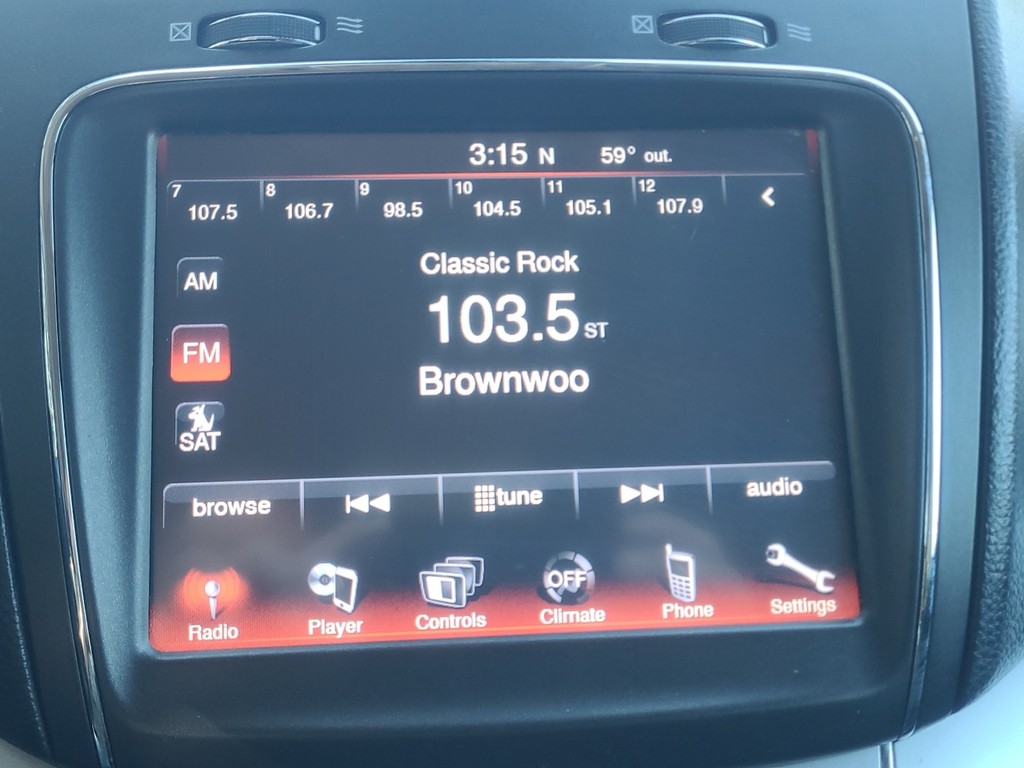 3:15 N 59° out.
7 8 9 10 11 12
107.5 106.7 98.5 104.5 105.1 107.9
Classic Rock
AM
103.5 ST
FM
Brownwoo
SAT
browse tune audio
OFF
Radio Player Controls Climate Phone Settings